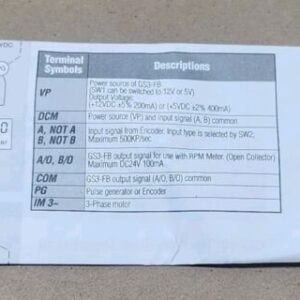 VDC
Terminal Symbols
Descriptions
VP
Power source of GS3-FB
(SW1 can be switched to 12V or 5V)
Output Voltage:
(+12VDC ±5% 200mA) or (+5VDC ±2% 400mA)
DCM
Power source (VP) and input signal (A, B) common
A, NOT A
B, NOT B
Input signal from Encoder. Input type is selected by SW2;
Maximum 500KP/sec
A/O, B/O
GS3-FB output signal for use with RPM Meter. (Open Collector)
Maximum DC24V 100mA.
COM
GS3-FB output signal (A/O, B/O) common
PG
Pulse generator or Encoder
IM 3~
3-Phase motor